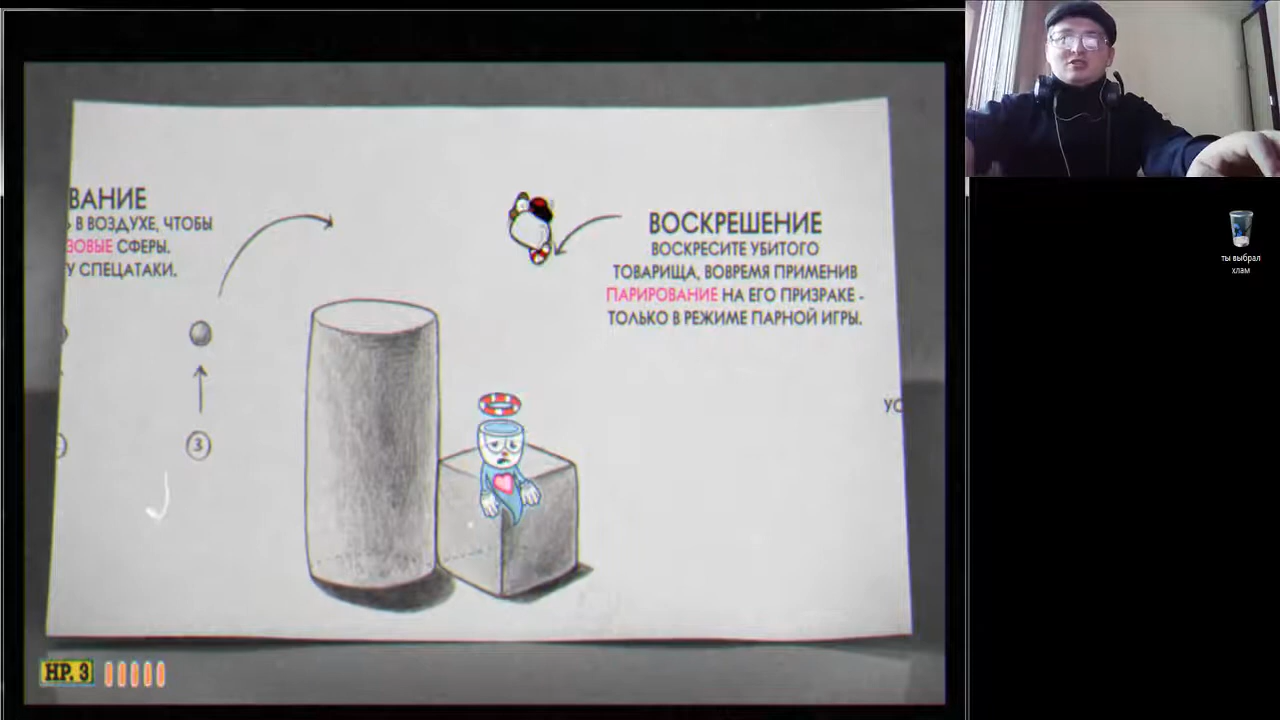 ВАНИЕ
В ВОЗДУХЕ, ЧТОБЫ
ЗОВЫЕ СФЕРЫ.
У СПЕЦАТАКИ.
3
ВОСКРЕШЕНИЕ
ВОСКРЕСИТЕ УБИТОГО
ТОВАРИЩА, ВОВРЕМЯ ПРИМЕНИВ
ПАРИРОВАНИЕ НА ЕГО ПРИЗРАКЕ -
ТОЛЬКО В РЕЖИМЕ ПАРНОЙ ИГРЫ.
УС
HP. 3
ты выбрал
хлам